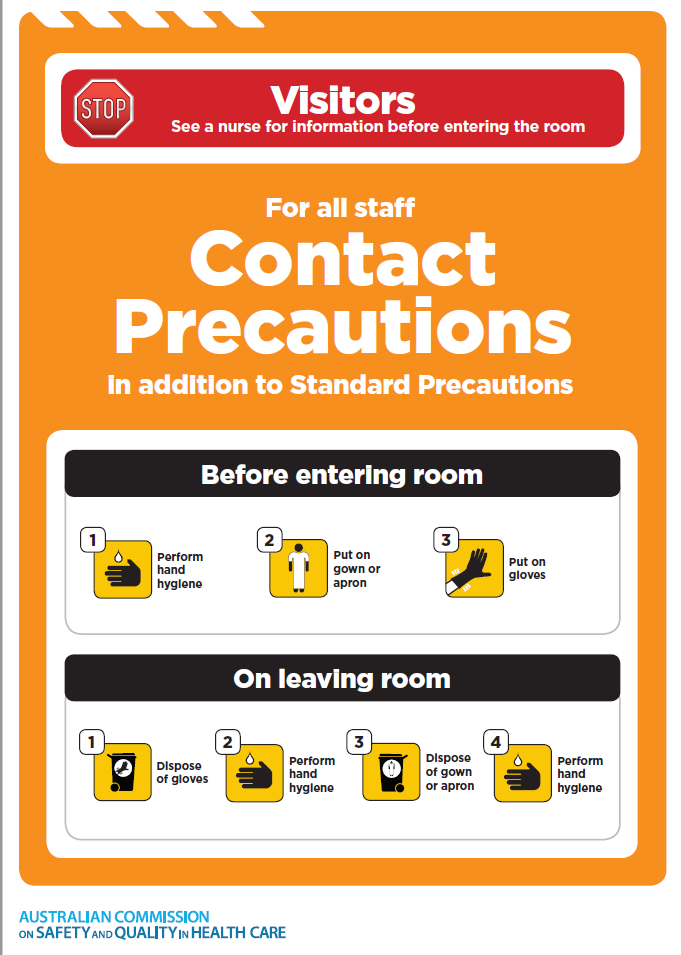 STOP
Visitors
See a nurse for information before entering the room
For all staff
Contact
Precautions
in addition to Standard Precautions
Before entering room
1
Perform
hand
hygiene
2
Put on
gown or
apron
3
Put on
gloves
On leaving room
1
Dispose
of gloves
2
Perform
hand
hygiene
3
Dispose
of gown
or apron
4
Perform
hand
hygiene
AUSTRALIAN COMMISSION
ON SAFETY AND QUALITY IN HEALTH CARE